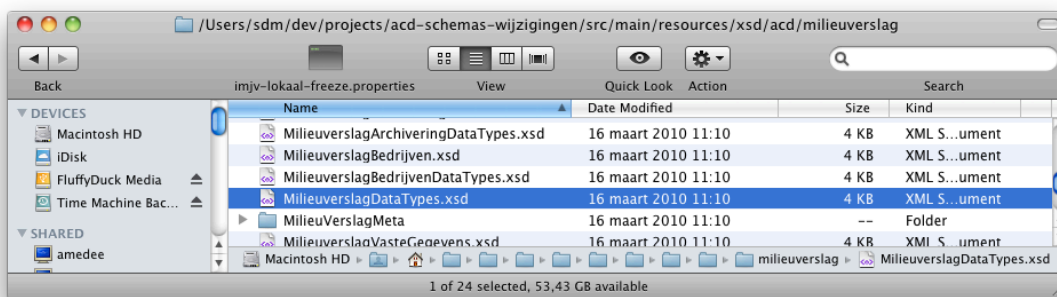 /Users/sdm/dev/projects/acd-schemas-wijzigingen/src/main/resources/xsd/acd/milieuverslag
Back
imjv-lokaal-freeze.properties
View
Quick Look
Action
Search
DEVICES
Macintosh HD
iDisk
FluffyDuck Media
Time Machine Bac...
SHARED
amedee
Name Date Modified Size Kind
MilieuverslagArchiveringDataTypes.xsd 16 maart 2010 11:10 4 KB XML S...ument
MilieuverslagBedrijven.xsd 16 maart 2010 11:10 4 KB XML S...ument
MilieuverslagBedrijvenDataTypes.xsd 16 maart 2010 11:10 4 KB XML S...ument
MilieuverslagDataTypes.xsd 16 maart 2010 11:10 4 KB XML S...ument
MilieuVerslagMeta 16 maart 2010 11:10 -- Folder
MilieuverslagVasteGegevens.xsd 16 maart 2010 11:10 4 KB XML S...ument
Macintosh HD milieuverslag MilieuverslagDataTypes.xsd
1 of 24 selected, 53,43 GB available